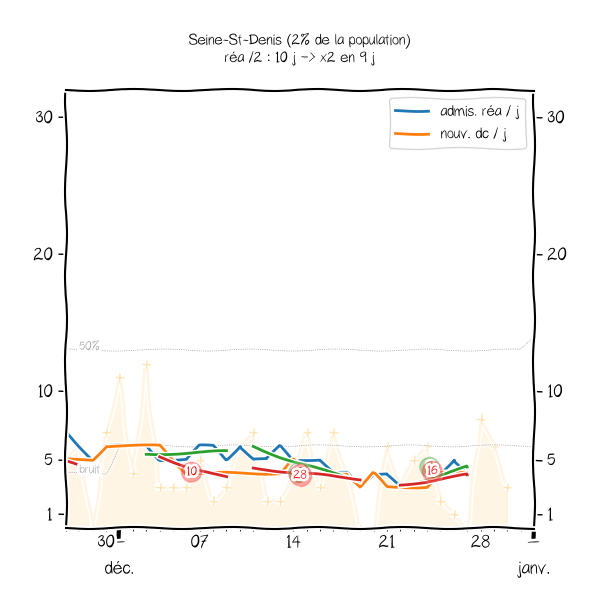 Seine-St-Denis (2% de la population)
réa /2 : 10 j -> x2 en 9 j
admis. réa / j
nouv. dc / j
30
30
20
20
50%
10
10
5
bruit
10
28
16
5
1
1
30
07
14
21
28
déc.
janv.